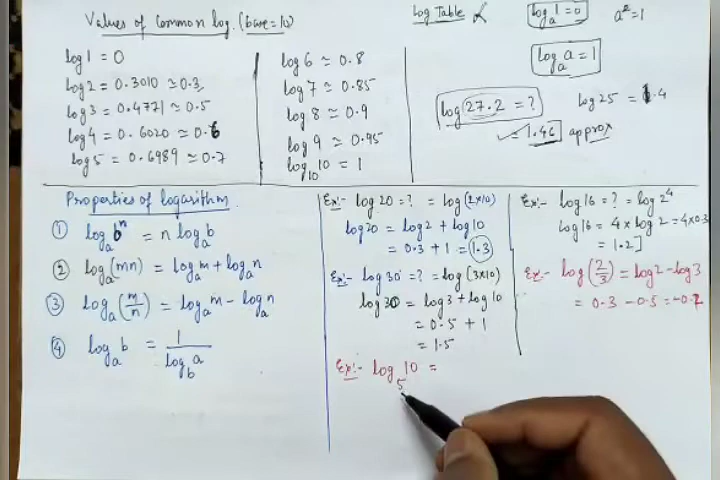 Values of Common log. (base=10)
log 1 = 0
log 2 = 0.3010 ≃ 0.3
log 3 = 0.4771 ≃ 0.5
log 4 = 0.6020 ≃ 0.6
log 5 = 0.6989 ≃ 0.7
log 6 ≃ 0.8
log 7 ≃ 0.85
log 8 ≃ 0.9
log 9 ≃ 0.95
log₁₀ 10 = 1
Log Table
logₐ 1 = 0
logₐ a = 1
log 27.2 = ?
= 1.46 approx
log 25 = 1.4
Properties of logarithm
① logₐ bⁿ = n logₐ b
② logₐ (mn) = logₐ m + logₐ n
③ logₐ (m/n) = logₐ m − logₐ n
④ logₐ b = 1 / log_b a
Ex:- log 20 = ? = log (2×10)
log 20 = log 2 + log 10
= 0.3 + 1 = 1.3
Ex:- log 30 = ? = log (3×10)
log 30 = log 3 + log 10
= 0.5 + 1
= 1.5
Ex:- log₅ 10 =
Ex:- log 16 = ? = log 2⁴
log 16 = 4 × log 2 = 4×0.3
= 1.2
Ex:- log (2/3) = log 2 − log 3
= 0.3 − 0.5 = −0.2